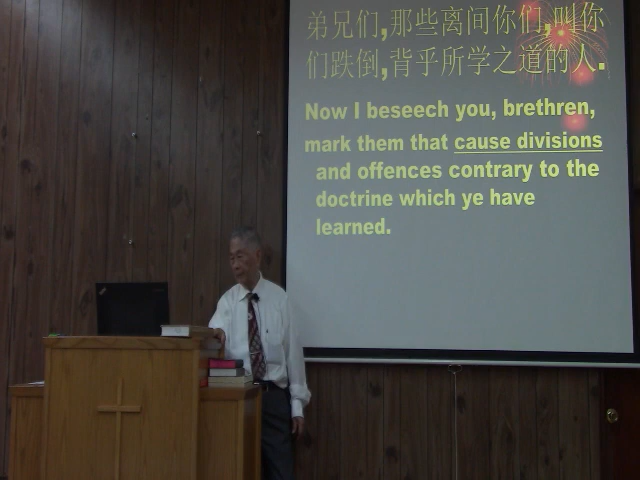 弟兄们,那些离间你们,叫你
们跌倒,背乎所学之道的人.
Now I beseech you, brethren,
mark them that cause divisions
and offences contrary to the
doctrine which ye have
learned.